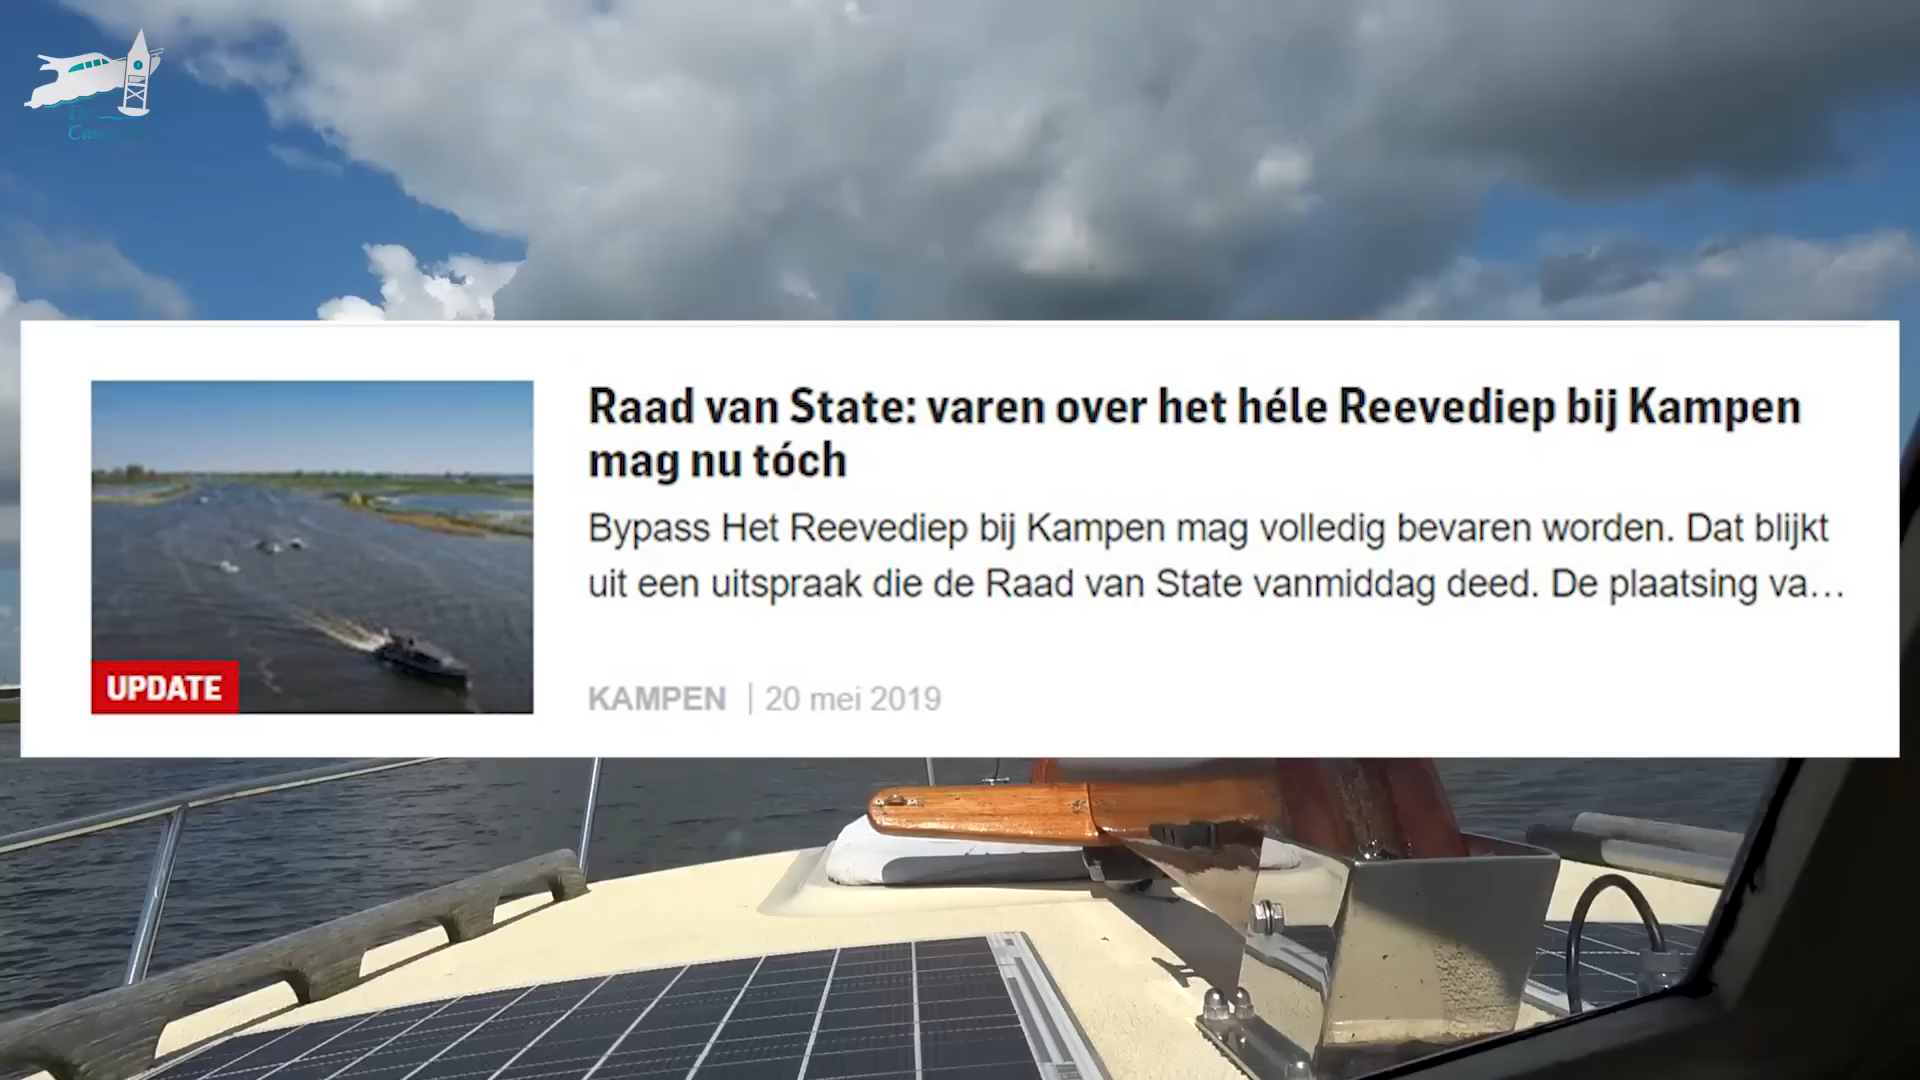 Raad van State: varen over het héle Reevediep bij Kampen
mag nu tóch
Bypass Het Reevediep bij Kampen mag volledig bevaren worden. Dat blijkt
uit een uitspraak die de Raad van State vanmiddag deed. De plaatsing va...
UPDATE
KAMPEN | 20 mei 2019